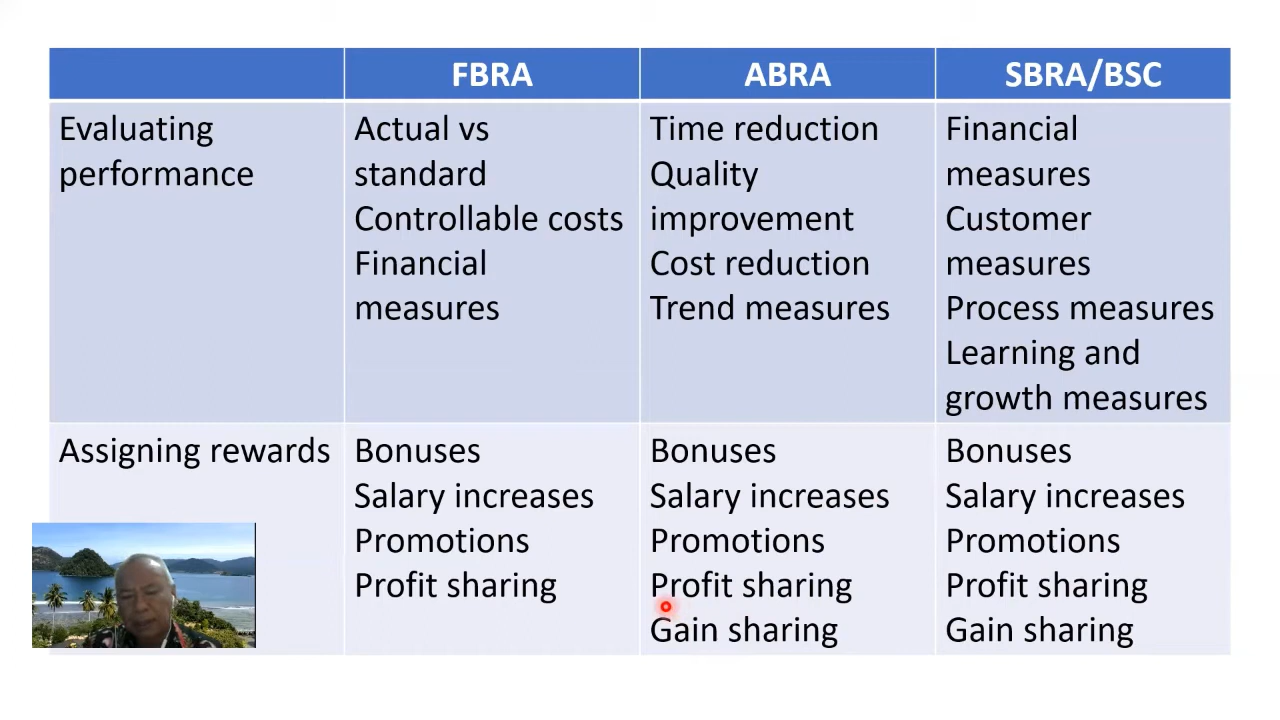 FBRA ABRA SBRA/BSC
Evaluating
performance
Actual vs
standard
Controllable costs
Financial
measures
Time reduction
Quality
improvement
Cost reduction
Trend measures
Financial
measures
Customer
measures
Process measures
Learning and
growth measures
Assigning rewards
Bonuses
Salary increases
Promotions
Profit sharing
Bonuses
Salary increases
Promotions
Profit sharing
Gain sharing
Bonuses
Salary increases
Promotions
Profit sharing
Gain sharing